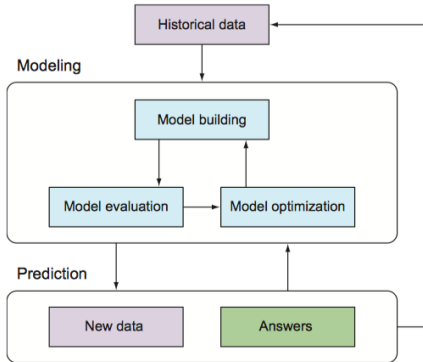 Historical data
Modeling
Model building
Model evaluation
Model optimization
Prediction
New data
Answers